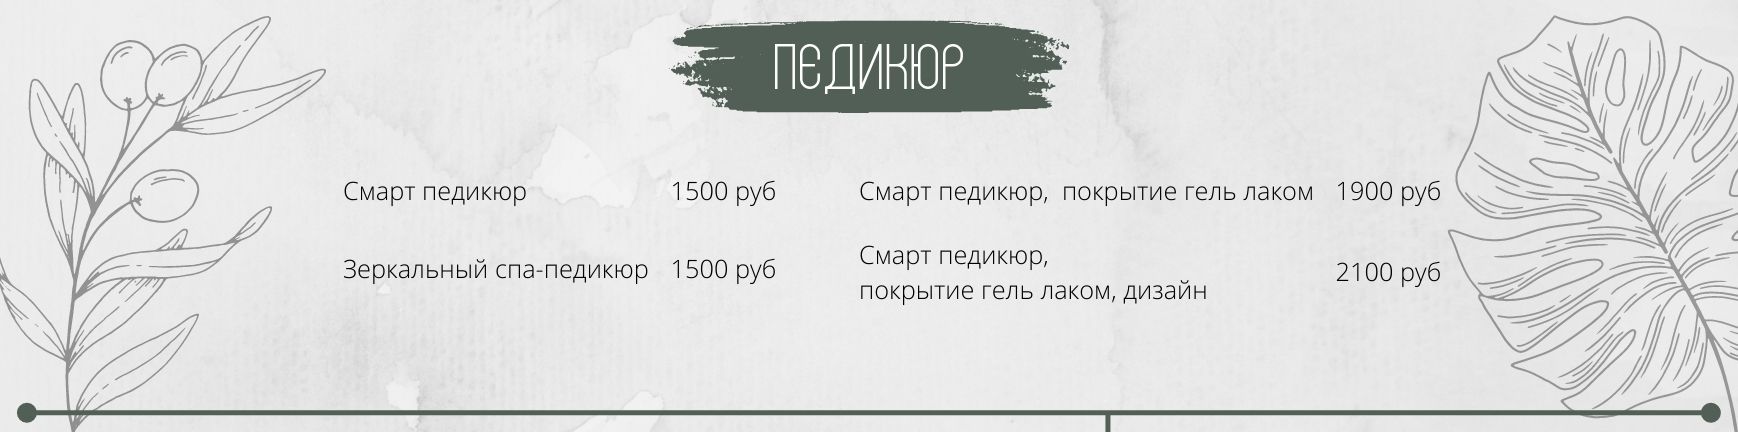 ПЕДИКЮР
Смарт педикюр 1500 руб
Зеркальный спа-педикюр 1500 руб
Смарт педикюр, покрытие гель лаком 1900 руб
Смарт педикюр,
покрытие гель лаком, дизайн 2100 руб